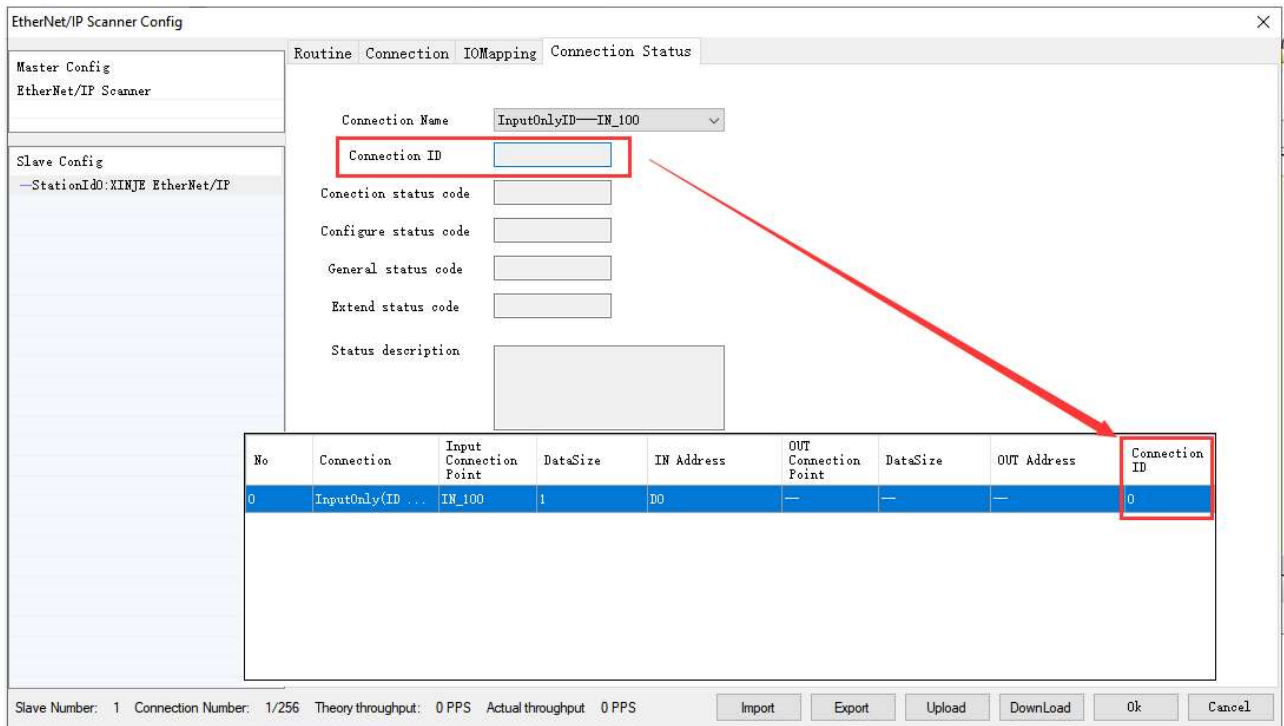 EtherNet/IP Scanner Config
Master Config
EtherNet/IP Scanner
Slave Config
—StationId0:XINJE EtherNet/IP
Routine Connection IOMapping Connection Status
Connection Name InputOnlyID——IN_100
Connection ID
Conection status code
Configure status code
General status code
Extend status code
Status description
No Connection Input Connection Point DataSize IN Address OUT Connection Point DataSize OUT Address Connection ID
0 InputOnly(ID ... IN_100 1 D0 — — — 0
Slave Number: 1 Connection Number: 1/256 Theory throughput: 0 PPS Actual throughput 0 PPS Import Export Upload DownLoad Ok Cancel